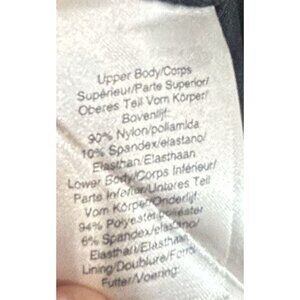 Upper Body/Corps
Supérieur/Parte Superior/
Oberes Teil Vom Körper/
Bovenlijf:
90% Nylon/poliamida
10% Spandex/elastano/
Elasthan/Elasthaan
Lower Body/Corps Inférieur/
Parte Inferior/Unteres Teil
Vom Körper/Onderlijf:
94% Polyester/poliéster
6% Spandex/elastano/
Elasthan/Elasthaan
Lining/Doublure/Forro/
Futter/Voering: